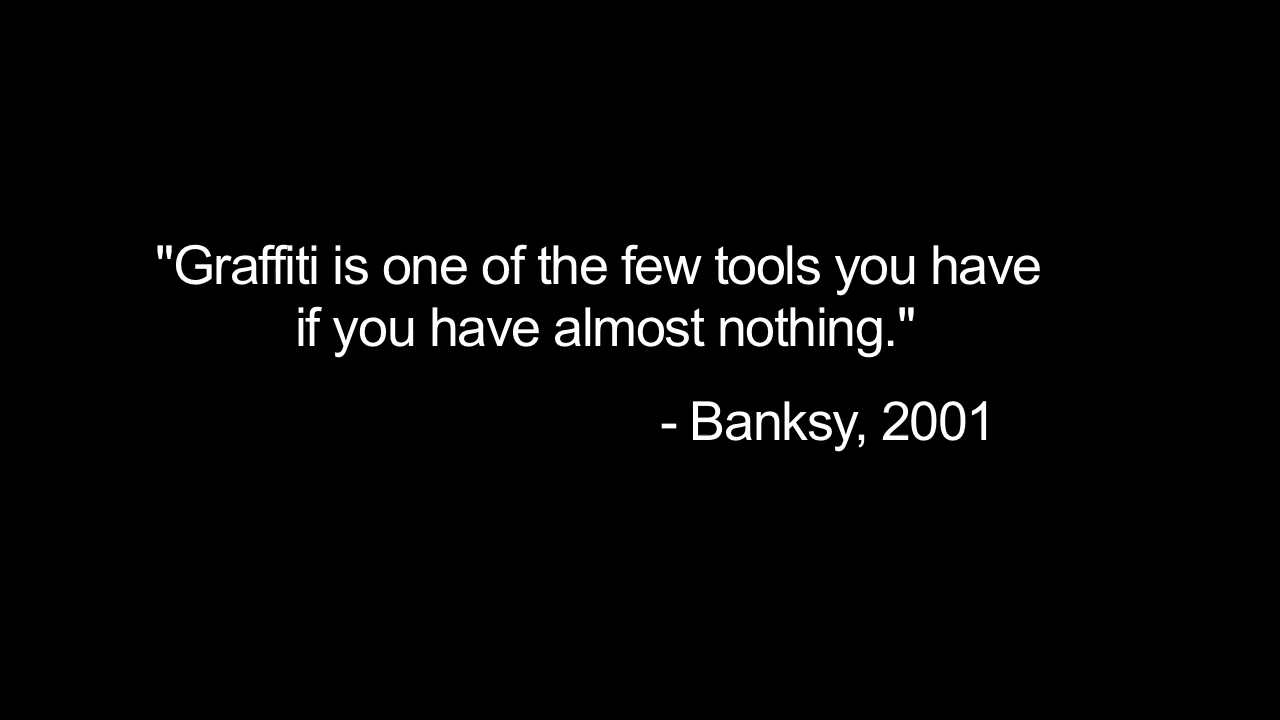 "Graffiti is one of the few tools you have
if you have almost nothing."
- Banksy, 2001